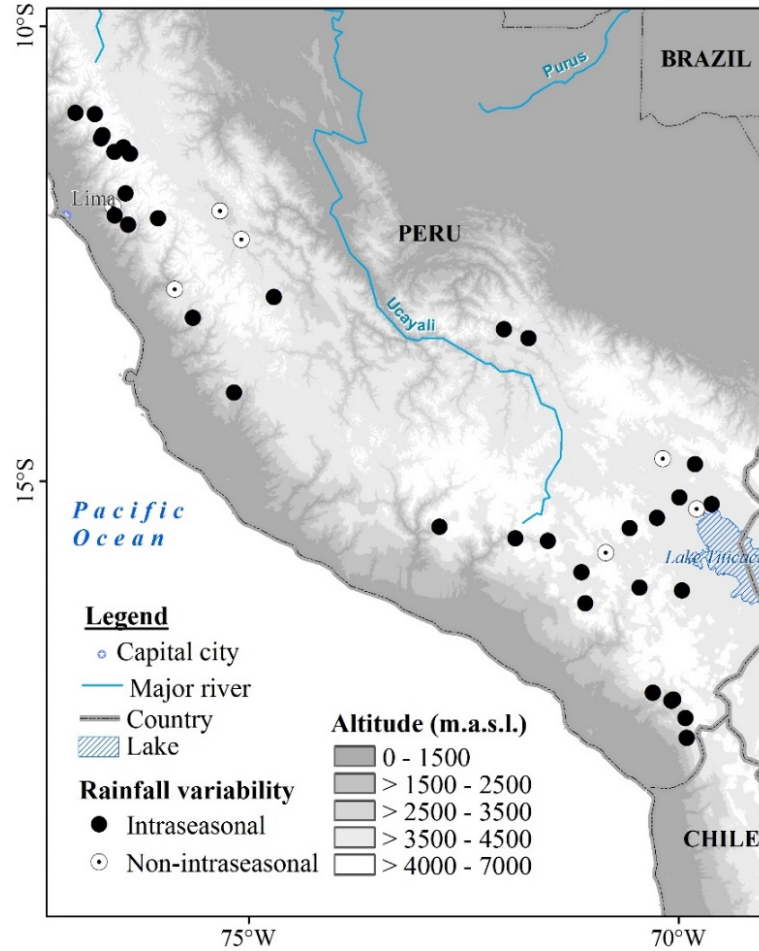 10°S
BRAZIL
Purus
Lima
PERU
Ucayali
15°S
Pacific
Ocean
Lake Titicaca
Legend
Capital city
Major river
Country
Lake
Rainfall variability
Intraseasonal
Non-intraseasonal
Altitude (m.a.s.l.)
0 - 1500
> 1500 - 2500
> 2500 - 3500
> 3500 - 4500
> 4000 - 7000
CHILE
75°W
70°W